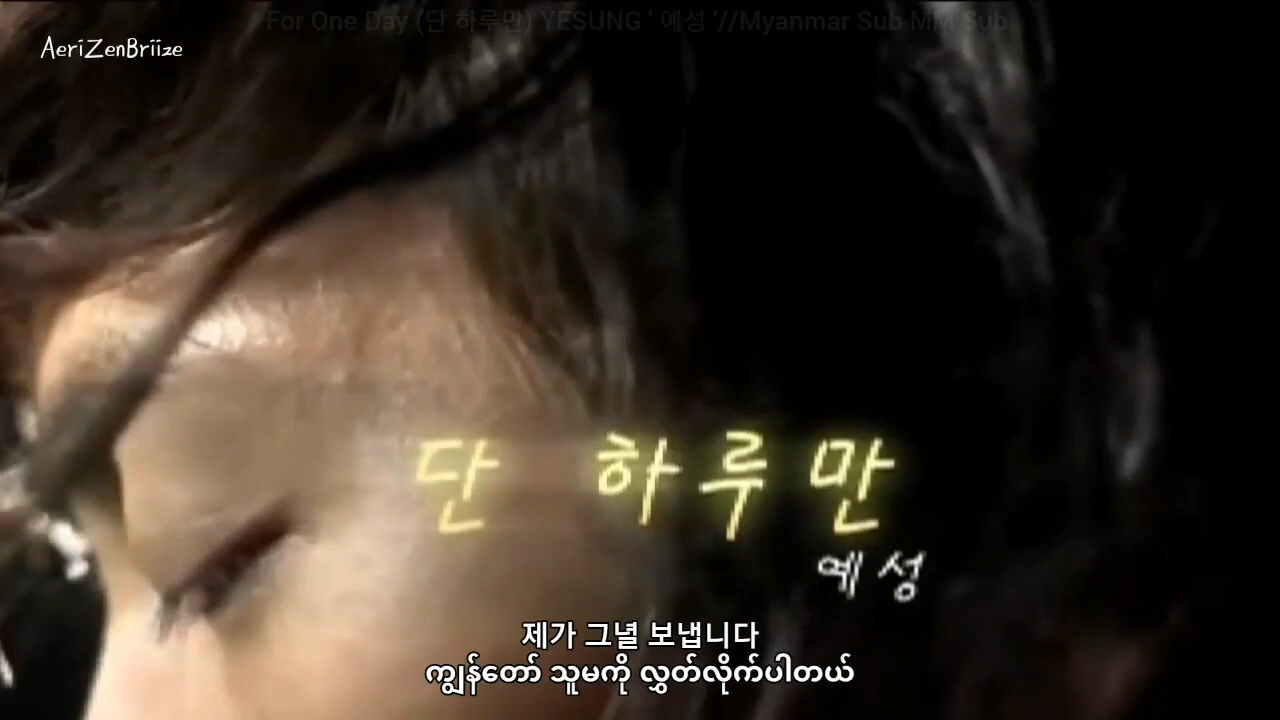 For One Day (단 하루만) YESUNG ' 예성 '//Myanmar Sub MM Sub
AeriZenBriize
단 하루만
예성
제가 그녈 보냅니다
ကျွန်တော် သူမကို လွှတ်လိုက်ပါတယ်